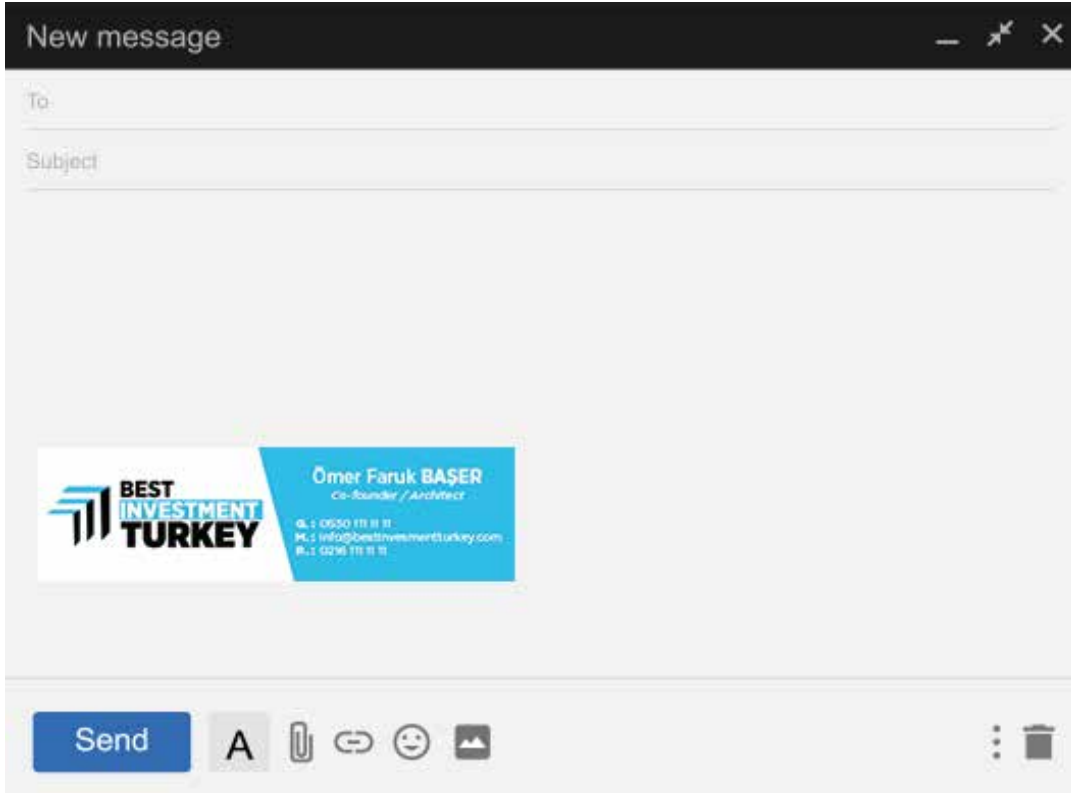 New message
To
Subject
BEST
INVESTMENT
TURKEY
Ömer Faruk BAŞER
Co-founder / Architect
G. : 0530 111 11 11
M. : info@bestinvesmentturkey.com
P. : 0216 111 11 11
Send
A